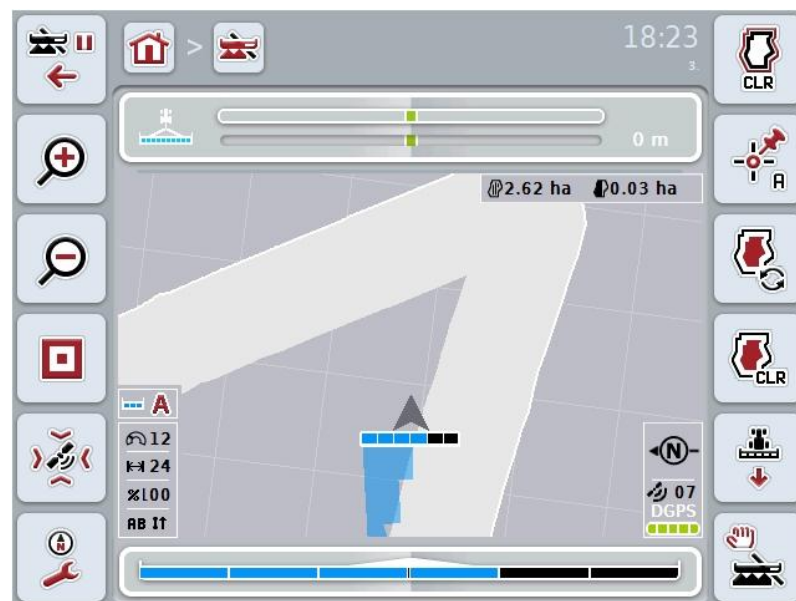 18:23
3.
CLR
0 m
A
2.62 ha 0.03 ha
A
CLR
12
24
%100
AB
N
07
DGPS
N